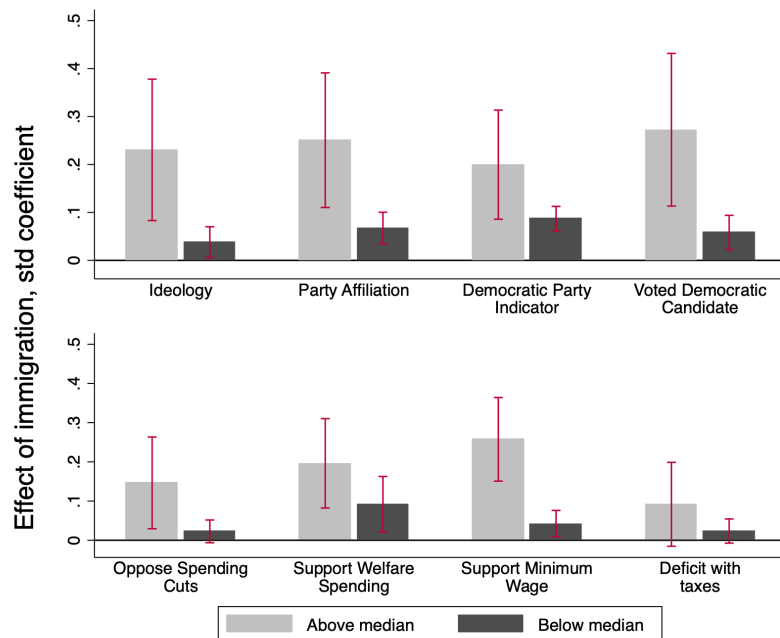 Effect of immigration, std coefficient
.5
.4
.3
.2
.1
0
Ideology
Party Affiliation
Democratic Party
Indicator
Voted Democratic
Candidate
.5
.4
.3
.2
.1
0
Oppose Spending
Cuts
Support Welfare
Spending
Support Minimum
Wage
Deficit with
taxes
Above median
Below median